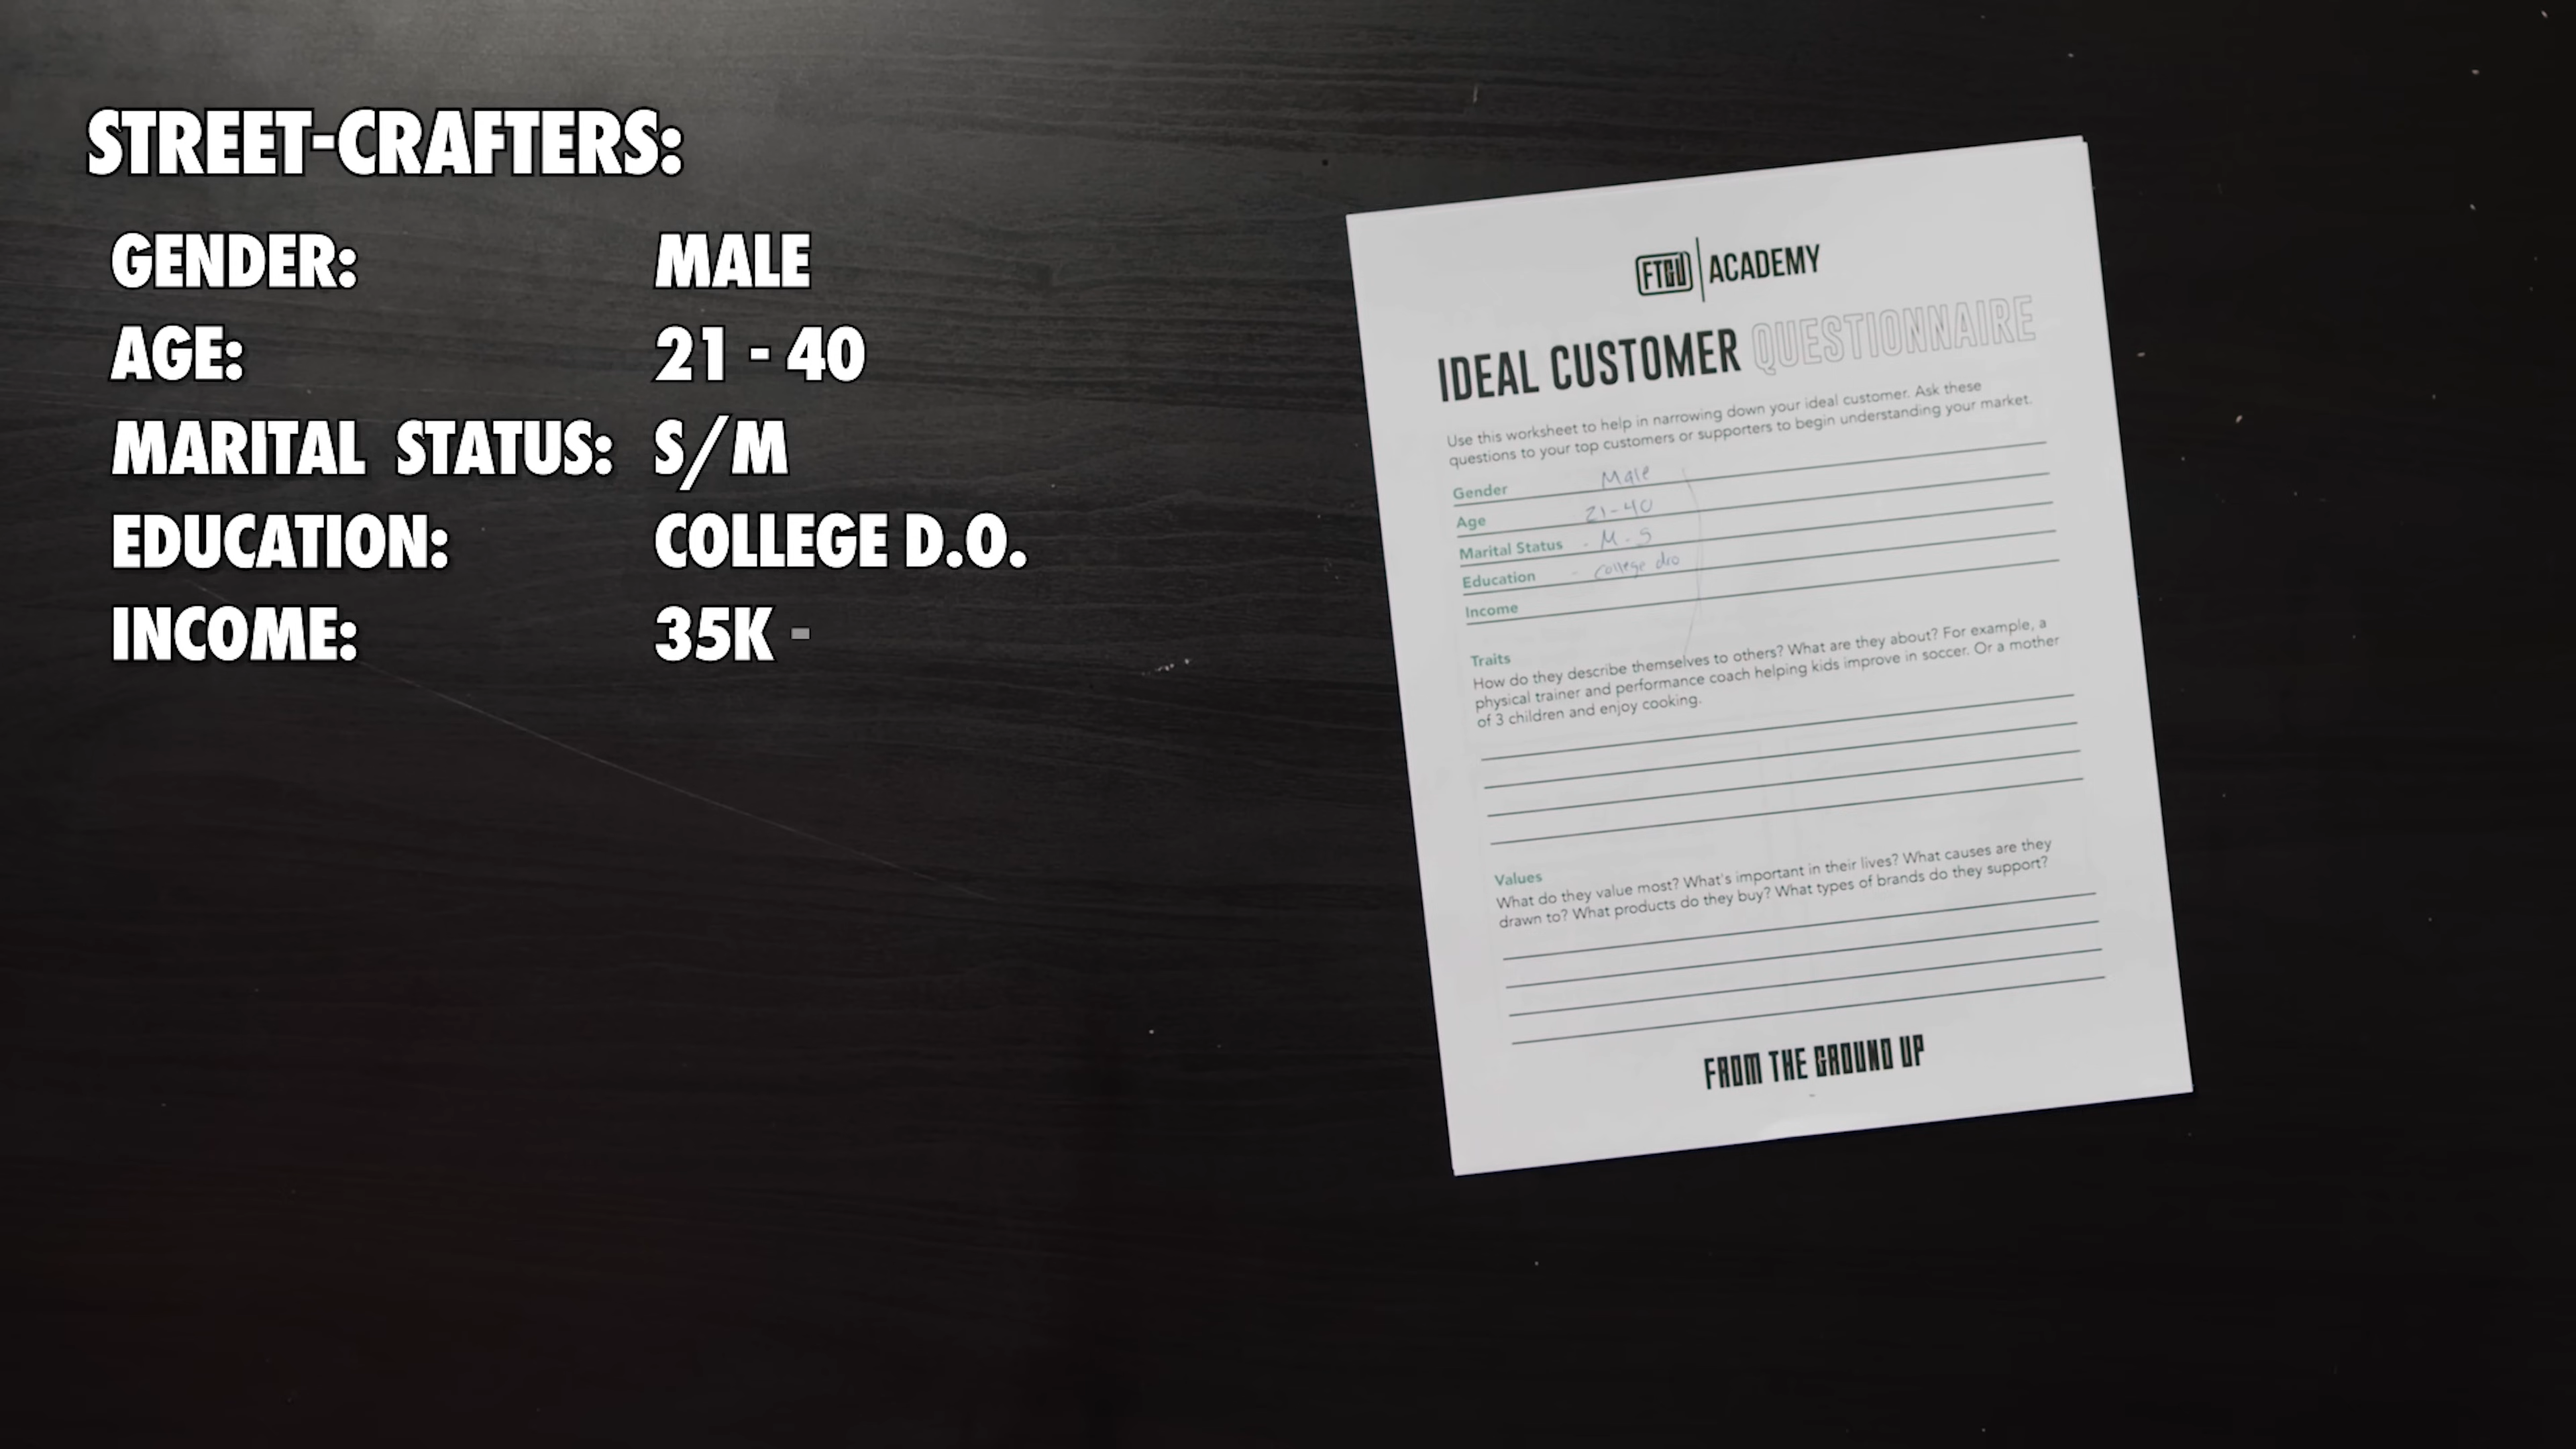 STREET-CRAFTERS:
GENDER: MALE
AGE: 21 - 40
MARITAL STATUS: S/M
EDUCATION: COLLEGE D.O.
INCOME: 35K -
FTGU | ACADEMY
IDEAL CUSTOMER QUESTIONNAIRE
Use this worksheet to help in narrowing down your ideal customer. Ask these
questions to your top customers or supporters to begin understanding your market.
Gender Male
Age 21-40
Marital Status - M - S
Education - college dro
Income
Traits
How do they describe themselves to others? What are they about? For example, a
physical trainer and performance coach helping kids improve in soccer. Or a mother
of 3 children and enjoy cooking.
Values
What do they value most? What's important in their lives? What causes are they
drawn to? What products do they buy? What types of brands do they support?
FROM THE GROUND UP